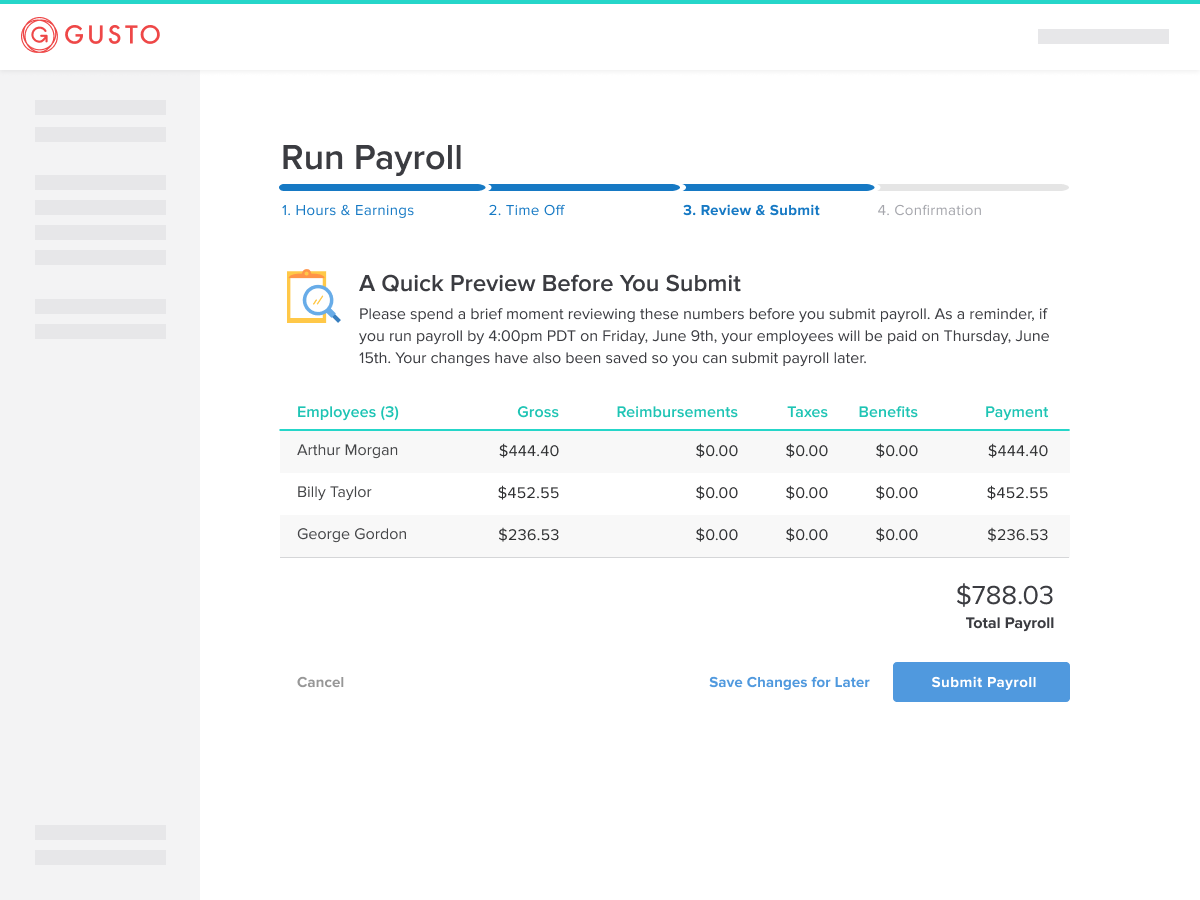 GUSTO
Run Payroll
1. Hours & Earnings 2. Time Off 3. Review & Submit 4. Confirmation
A Quick Preview Before You Submit
Please spend a brief moment reviewing these numbers before you submit payroll. As a reminder, if
you run payroll by 4:00pm PDT on Friday, June 9th, your employees will be paid on Thursday, June
15th. Your changes have also been saved so you can submit payroll later.
Employees (3) Gross Reimbursements Taxes Benefits Payment
Arthur Morgan $444.40 $0.00 $0.00 $0.00 $444.40
Billy Taylor $452.55 $0.00 $0.00 $0.00 $452.55
George Gordon $236.53 $0.00 $0.00 $0.00 $236.53
$788.03
Total Payroll
Cancel Save Changes for Later Submit Payroll